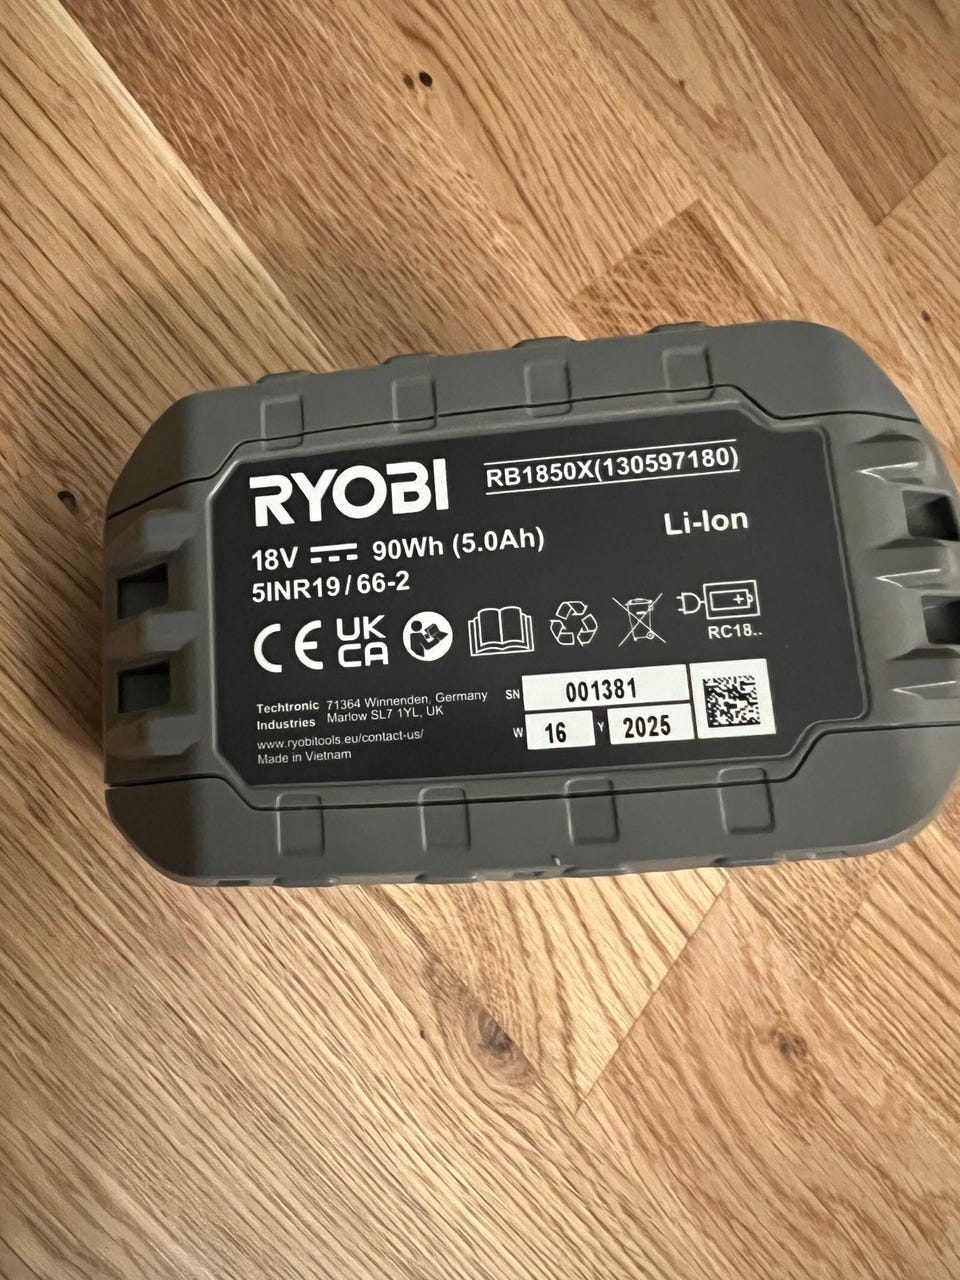 RYOBI
RB1850X(130597180)
18V 90Wh (5.0Ah)
Li-Ion
5INR19/66-2
CE UK CA
RC18..
Techtronic Industries
71364 Winnenden, Germany
Marlow SL7 1YL, UK
www.ryobitools.eu/contact-us/
Made in Vietnam
SN 001381
W 16 Y 2025